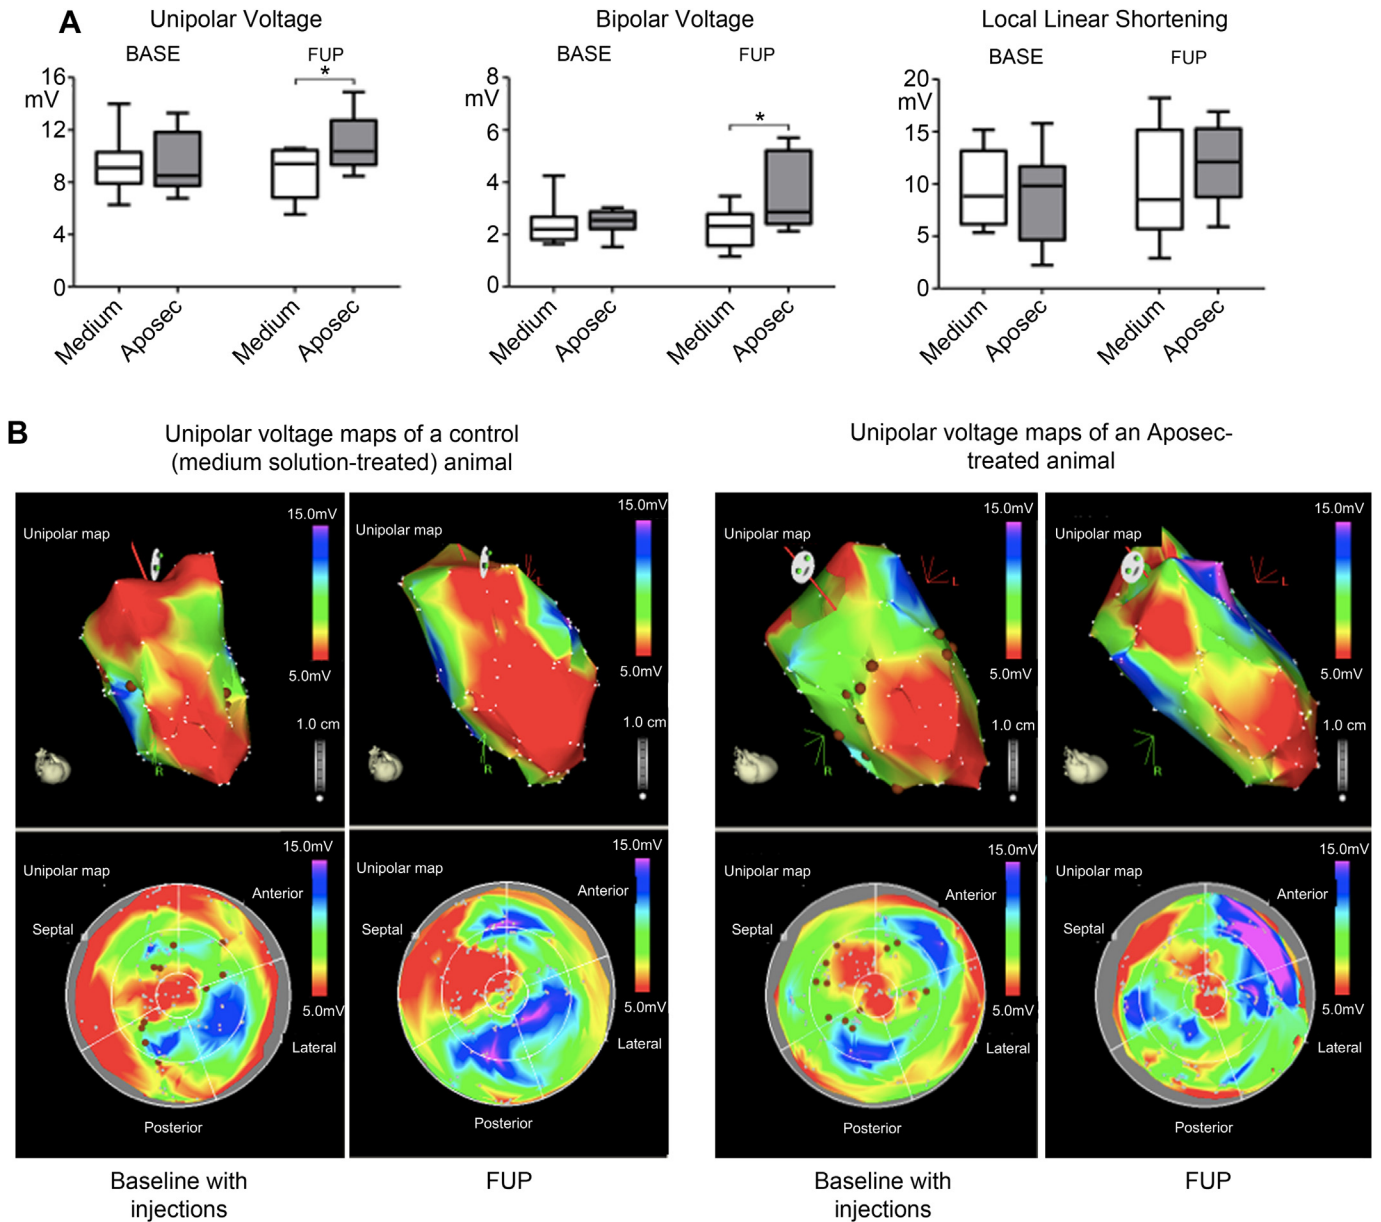 A
Unipolar Voltage
Bipolar Voltage
Local Linear Shortening
BASE
FUP
BASE
FUP
BASE
FUP
16
mV
12
8
4
0
*
8
mV
6
4
2
0
*
20
mV
15
10
5
0
Medium
Aposec
Medium
Aposec
Medium
Aposec
Medium
Aposec
Medium
Aposec
Medium
Aposec
B
Unipolar voltage maps of a control
(medium solution-treated) animal
Unipolar voltage maps of an Aposec-
treated animal
Unipolar map
15.0mV
5.0mV
1.0 cm
R
Unipolar map
15.0mV
L
5.0mV
1.0 cm
R
Unipolar map
15.0mV
L
5.0mV
1.0 cm
R
Unipolar map
15.0mV
L
5.0mV
1.0 cm
R
Unipolar map
15.0mV
Anterior
Septal
5.0mV
Lateral
Posterior
Unipolar map
15.0mV
Anterior
Septal
5.0mV
Lateral
Posterior
Unipolar map
15.0mV
Anterior
Septal
5.0mV
Lateral
Posterior
Unipolar map
15.0mV
Anterior
Septal
5.0mV
Lateral
Posterior
Baseline with
injections
FUP
Baseline with
injections
FUP